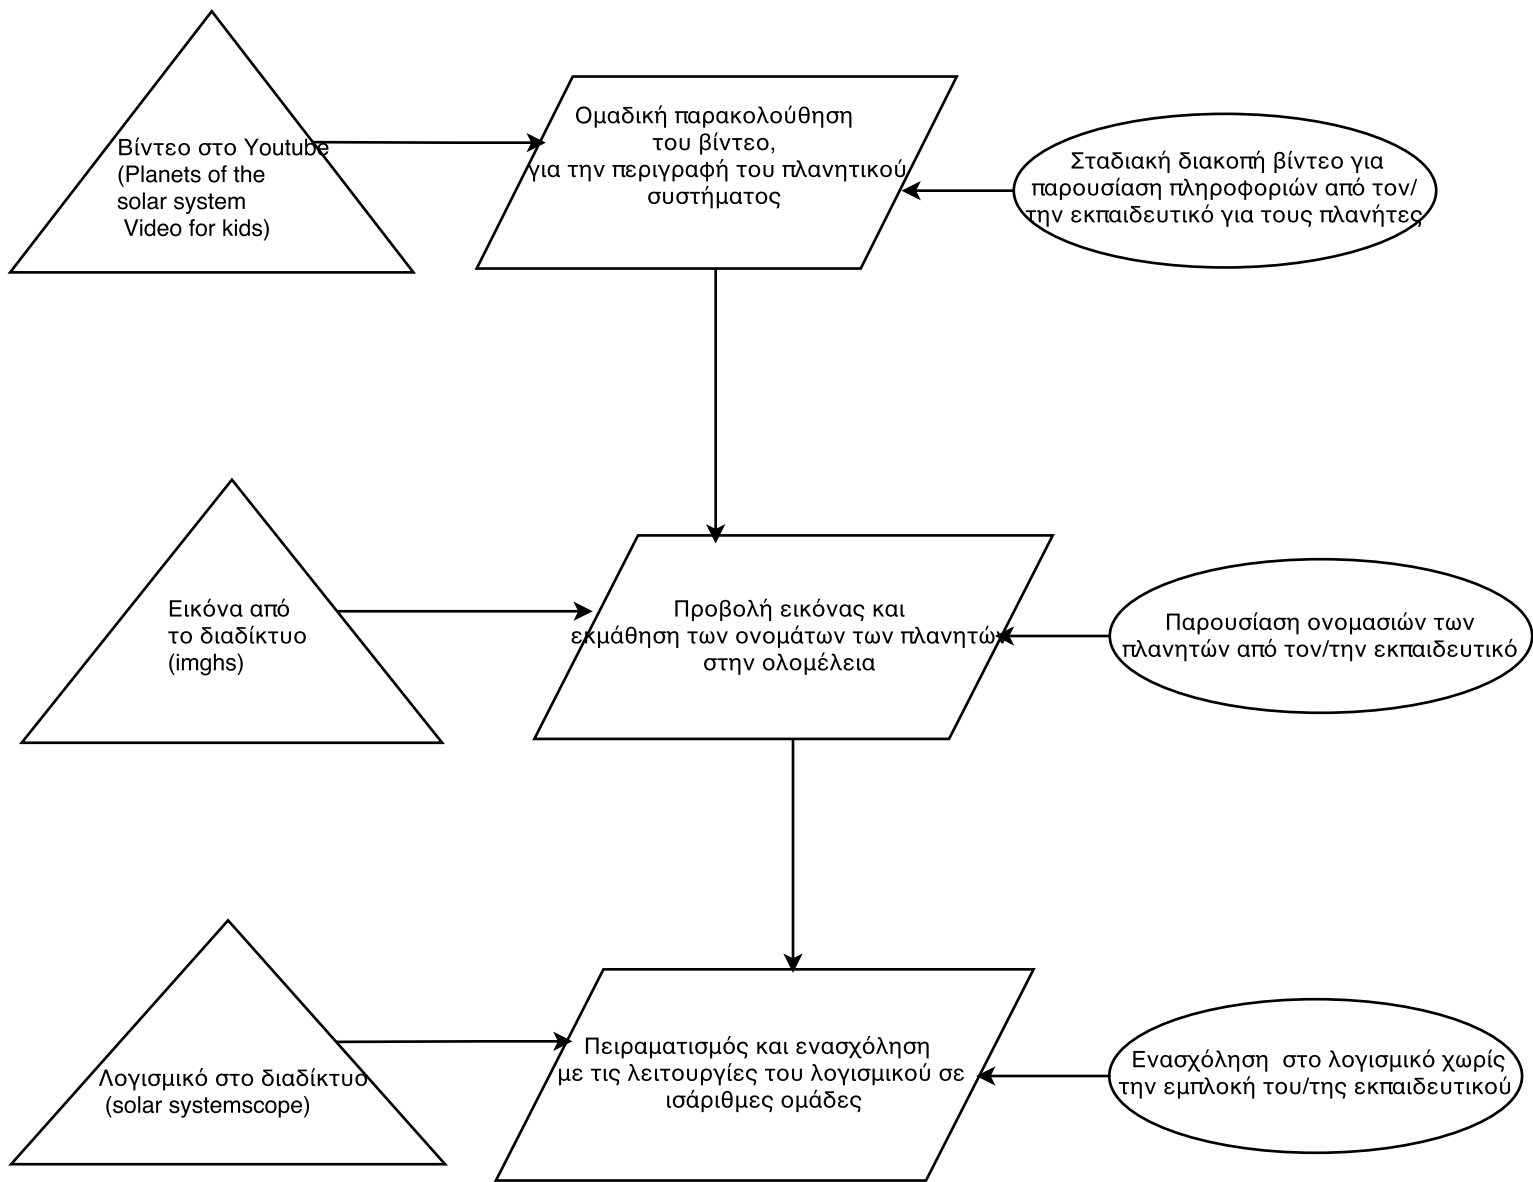 Βίντεο στο Youtube
(Planets of the
solar system
Video for kids)
Ομαδική παρακολούθηση
του βίντεο,
για την περιγραφή του πλανητικού
συστήματος
Σταδιακή διακοπή βίντεο για
παρουσίαση πληροφοριών από τον/
την εκπαιδευτικό για τους πλανήτες
Εικόνα από
το διαδίκτυο
(imghs)
Προβολή εικόνας και
εκμάθηση των ονομάτων των πλανητών
στην ολομέλεια
Παρουσίαση ονομασιών των
πλανητών από τον/την εκπαιδευτικό
Λογισμικό στο διαδίκτυο
(solar systemscope)
Πειραματισμός και ενασχόληση
με τις λειτουργίες του λογισμικού σε
ισάριθμες ομάδες
Ενασχόληση στο λογισμικό χωρίς
την εμπλοκή του/της εκπαιδευτικού